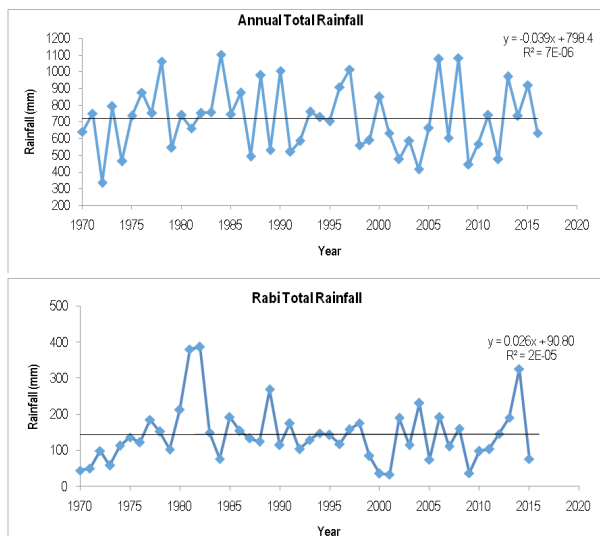 Annual Total Rainfall
y = -0.039x + 798.4
R² = 7E-06
1200
1100
1000
900
800
700
600
500
400
300
200
Rainfall (mm)
1970 1975 1980 1985 1990 1995 2000 2005 2010 2015 2020
Year
Rabi Total Rainfall
y = 0.026x + 90.80
R² = 2E-05
500
400
300
200
100
0
Rainfall (mm)
1970 1975 1980 1985 1990 1995 2000 2005 2010 2015 2020
Year